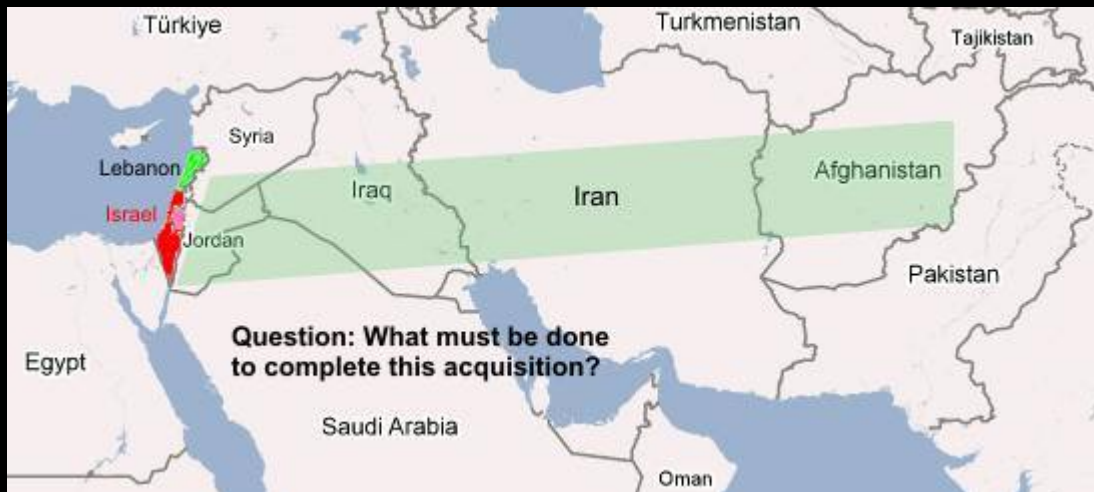 Türkiye
Turkmenistan
Tajikistan
Syria
Lebanon
Iraq
Iran
Afghanistan
Israel
Jordan
Pakistan
Question: What must be done
to complete this acquisition?
Egypt
Saudi Arabia
Oman